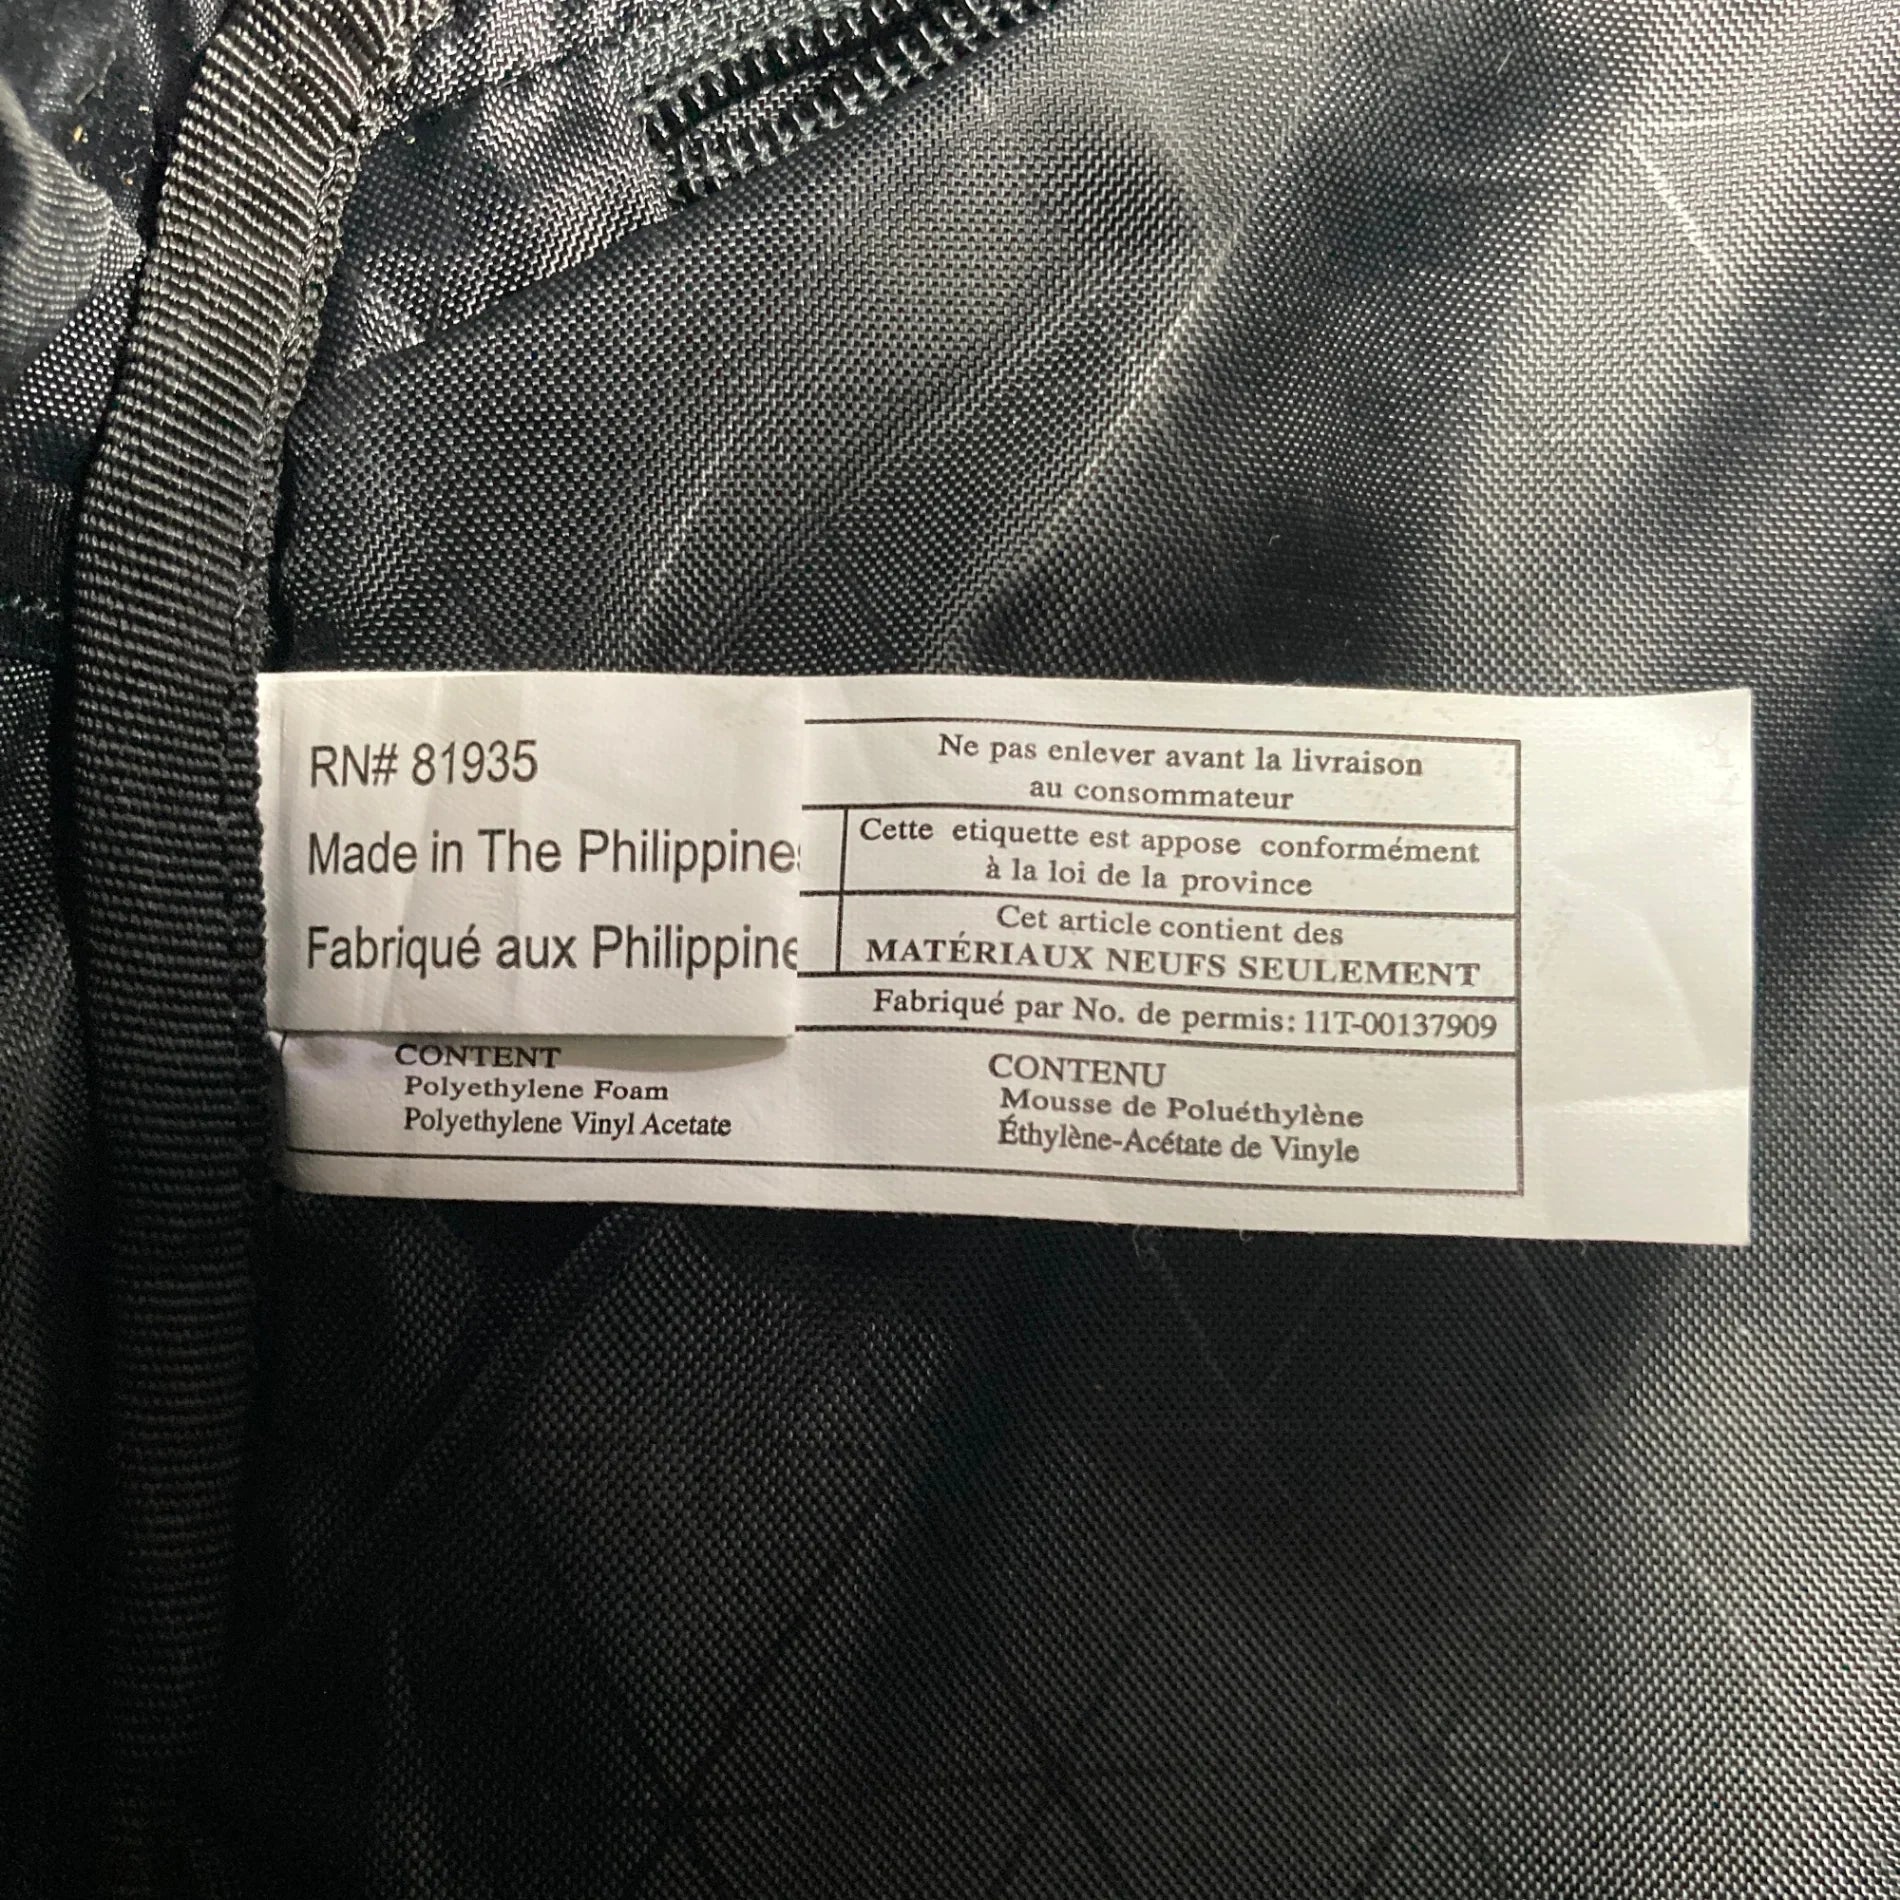 RN# 81935
Made in The Philippines
Fabriqué aux Philippine
Ne pas enlever avant la livraison
au consommateur
Cette etiquette est appose conformément
à la loi de la province
Cet article contient des
MATÉRIAUX NEUFS SEULEMENT
Fabriqué par No. de permis: 11T-00137909
CONTENT
Polyethylene Foam
Polyethylene Vinyl Acetate
CONTENU
Mousse de Poluéthylène
Éthylène-Acétate de Vinyle